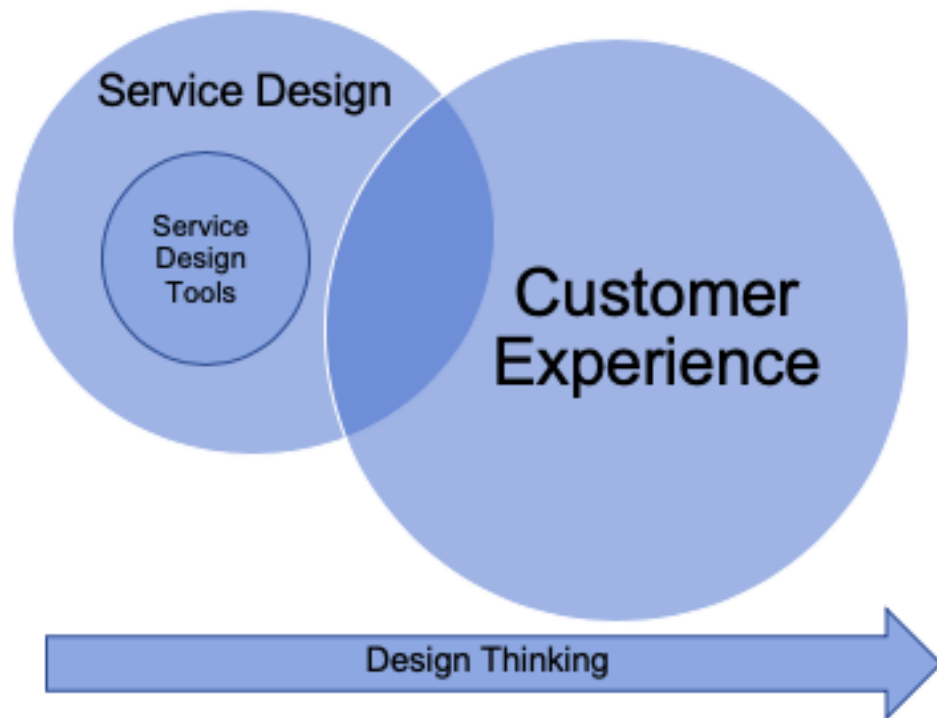 Service Design
Service
Design
Tools
Customer
Experience
Design Thinking